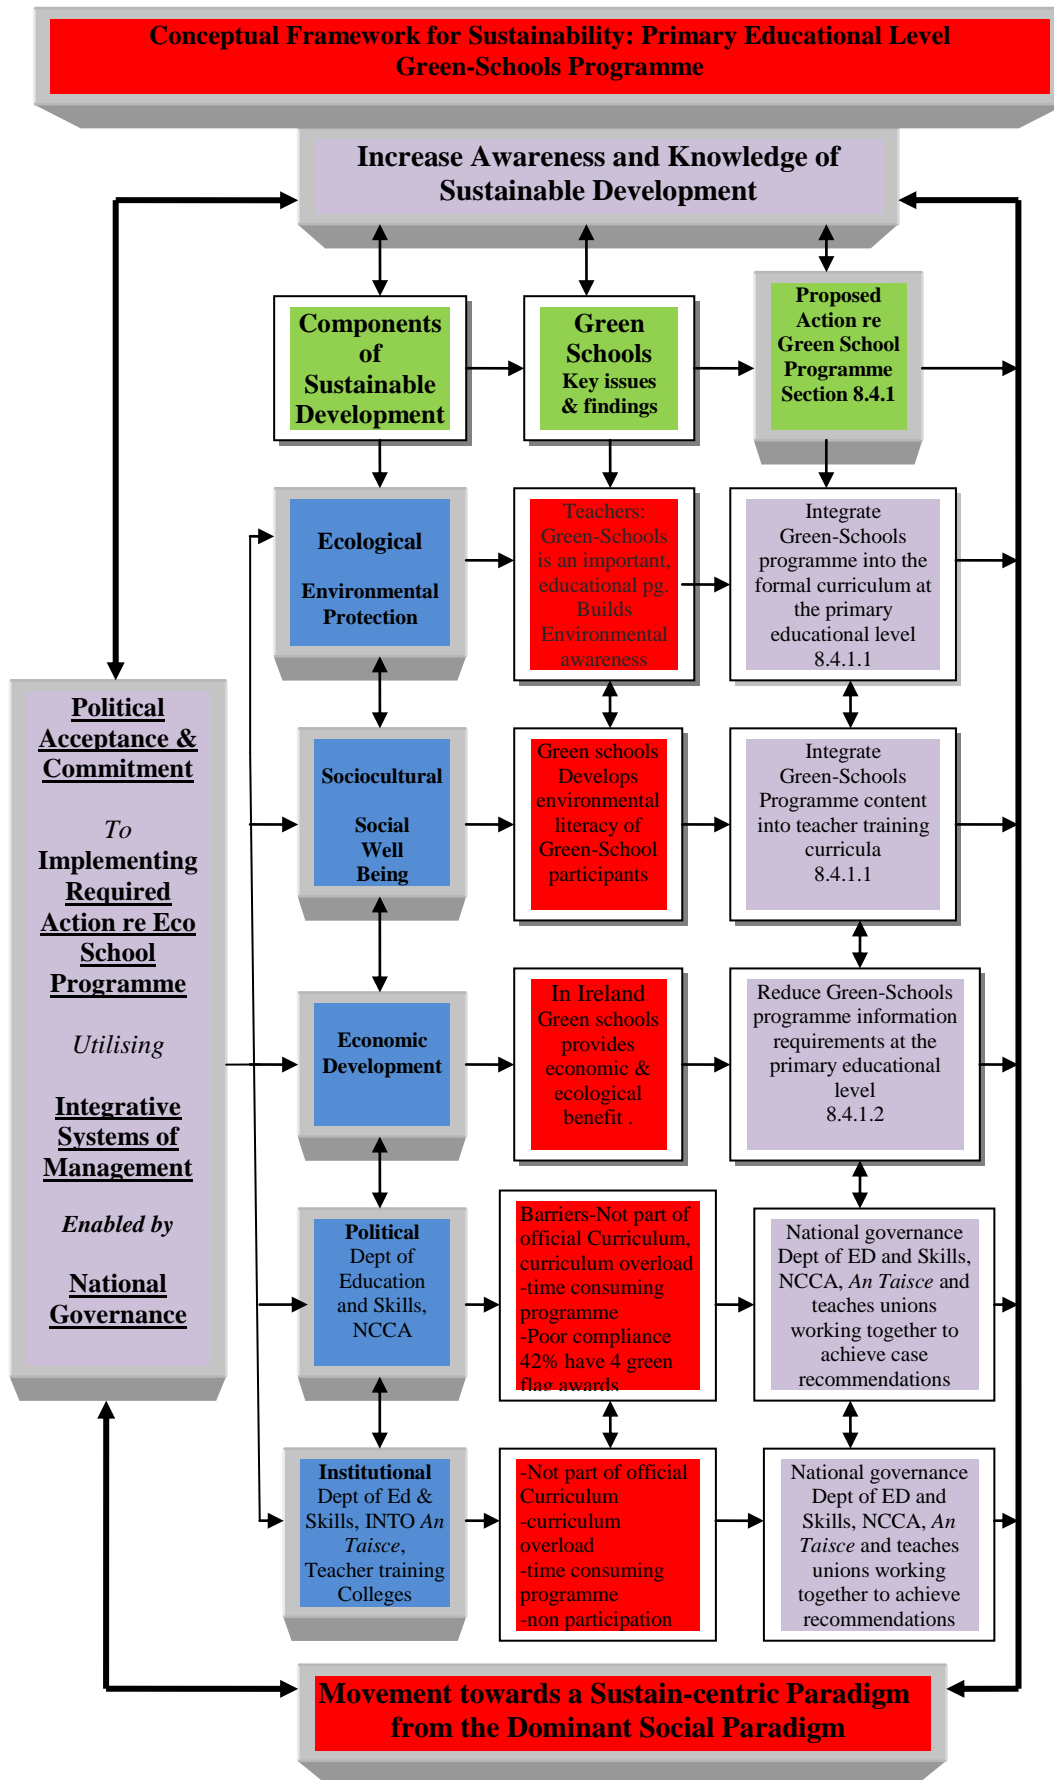 Conceptual Framework for Sustainability: Primary Educational Level
Green-Schools Programme
Increase Awareness and Knowledge of
Sustainable Development
Components
of
Sustainable
Development
Green
Schools
Key issues
& findings
Proposed
Action re
Green School
Programme
Section 8.4.1
Ecological
Environmental
Protection
Teachers:
Green-Schools
is an important,
educational pg.
Builds
Environmental
awareness
Integrate
Green-Schools
programme into the
formal curriculum at
the primary
educational level
8.4.1.1
Political
Acceptance &
Commitment
To
Implementing
Required
Action re Eco
School
Programme
Utilising
Integrative
Systems of
Management
Enabled by
National
Governance
Sociocultural
Social
Well
Being
Green schools
Develops
environmental
literacy of
Green-School
participants
Integrate
Green-Schools
Programme content
into teacher training
curricula
8.4.1.1
Economic
Development
In Ireland
Green schools
provides
economic &
ecological
benefit .
Reduce Green-Schools
programme information
requirements at the
primary educational
level
8.4.1.2
Political
Dept of
Education
and Skills,
NCCA
Barriers-Not part of
official Curriculum,
curriculum overload
-time consuming
programme
-Poor compliance
42% have 4 green
flag awards
National governance
Dept of ED and Skills,
NCCA, An Taisce and
teaches unions
working together to
achieve case
recommendations
Institutional
Dept of Ed &
Skills, INTO An
Taisce,
Teacher training
Colleges
-Not part of official
Curriculum
-curriculum
overload
-time consuming
programme
-non participation
National governance
Dept of ED and
Skills, NCCA, An
Taisce and teaches
unions working
together to achieve
recommendations
Movement towards a Sustain-centric Paradigm
from the Dominant Social Paradigm